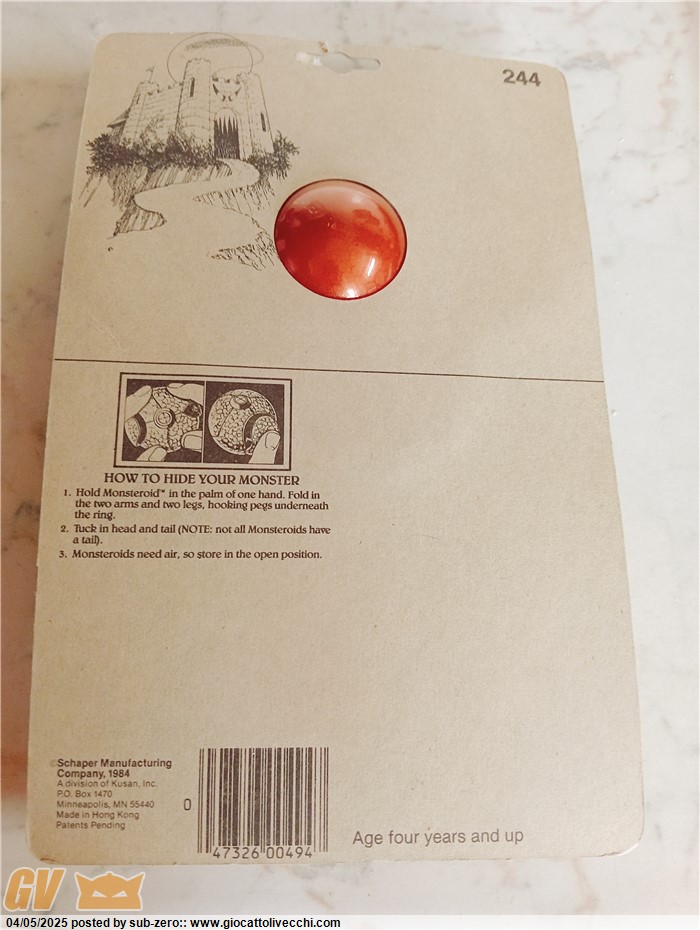 244
HOW TO HIDE YOUR MONSTER
1. Hold Monsteroid™ in the palm of one hand. Fold in
the two arms and two legs, hooking pegs underneath
the ring.
2. Tuck in head and tail (NOTE: not all Monsteroids have
a tail).
3. Monsteroids need air, so store in the open position.
©Schaper Manufacturing
Company, 1984
A division of Kusan, Inc.
P.O. Box 1470
Minneapolis, MN 55440
Made in Hong Kong
Patents Pending
0
47326 00494
Age four years and up
GV
04/05/2025 posted by sub-zero:: www.giocattolivecchi.com